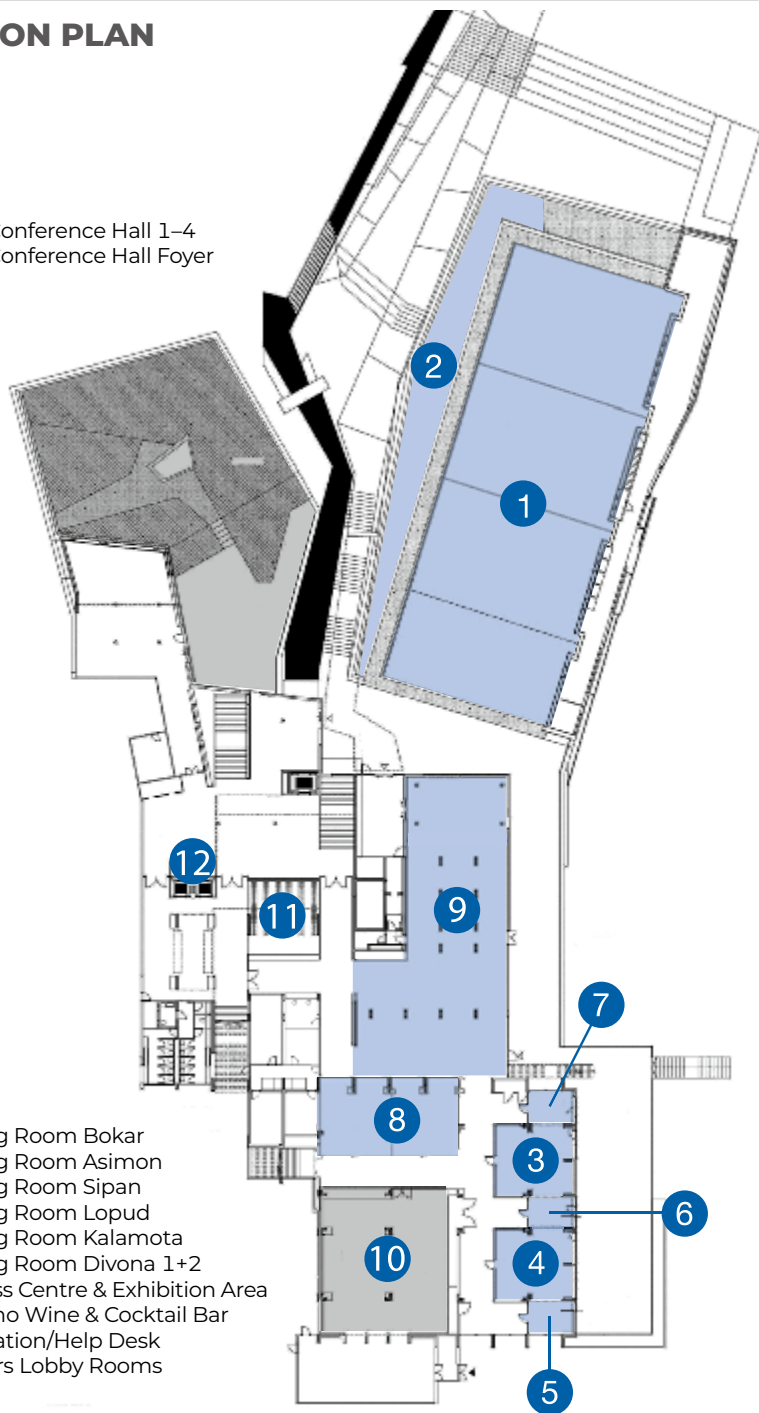 ON PLAN
onference Hall 1–4
onference Hall Foyer
2
1
12
11
9
7
8
3
6
10
4
5
g Room Bokar
g Room Asimon
g Room Sipan
g Room Lopud
g Room Kalamota
g Room Divona 1+2
ss Centre & Exhibition Area
no Wine & Cocktail Bar
ation/Help Desk
rs Lobby Rooms